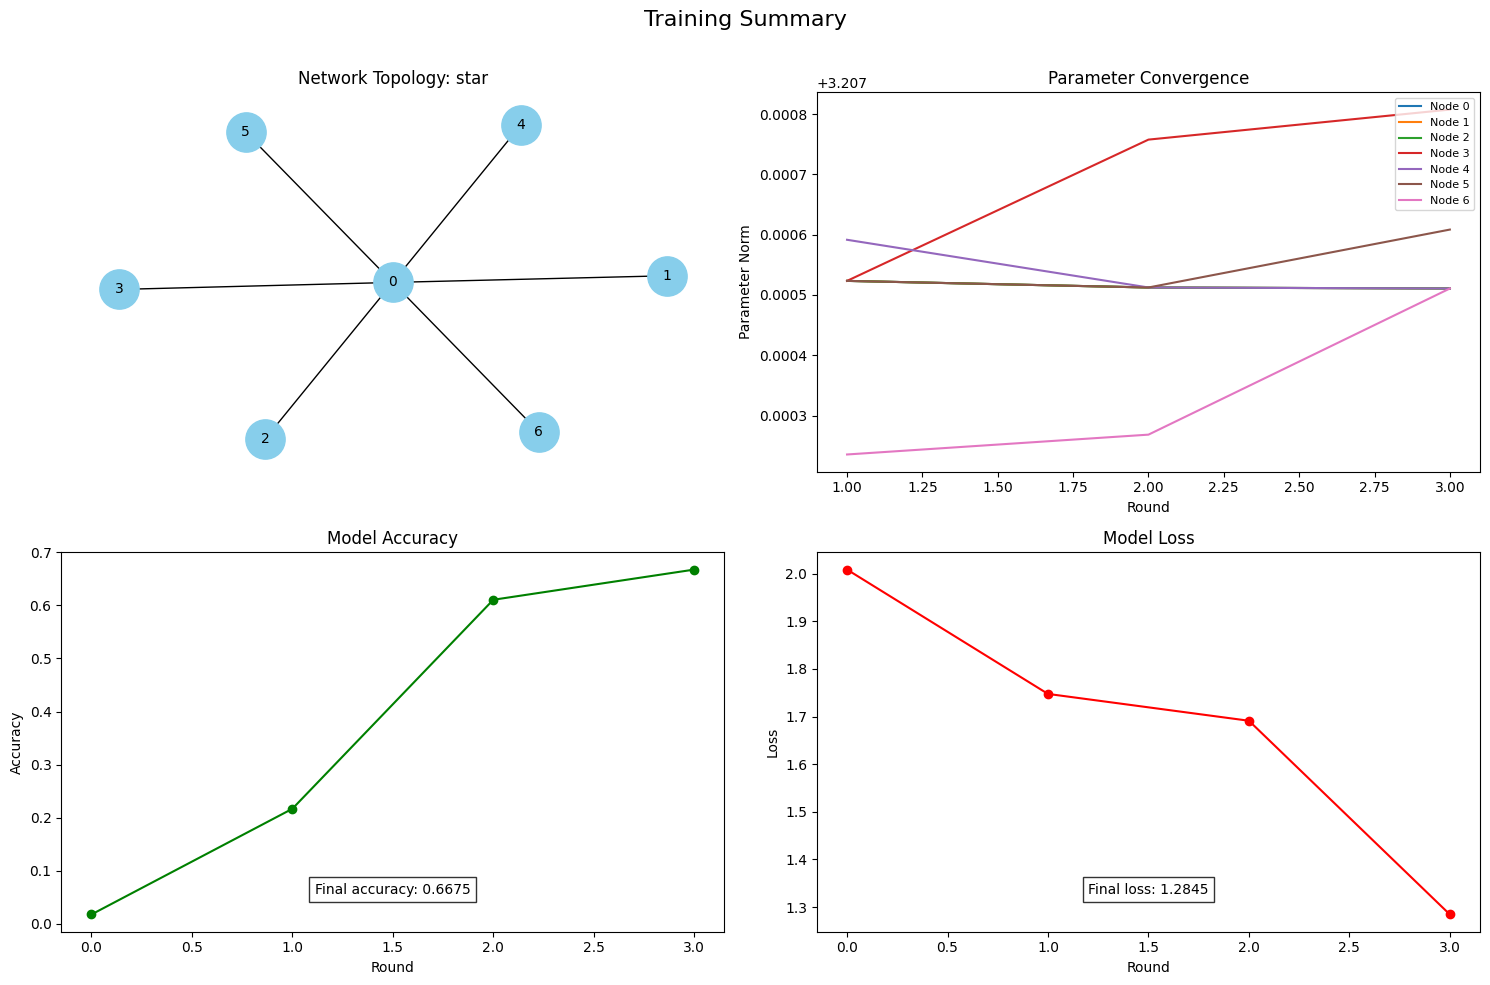 Training Summary
Network Topology: star
5
4
3
0
1
2
6
Parameter Convergence
+3.207
0.0008
0.0007
0.0006
0.0005
0.0004
0.0003
Parameter Norm
Node 0
Node 1
Node 2
Node 3
Node 4
Node 5
Node 6
1.00 1.25 1.50 1.75 2.00 2.25 2.50 2.75 3.00
Round
Model Accuracy
0.7
0.6
0.5
0.4
0.3
0.2
0.1
0.0
Accuracy
Final accuracy: 0.6675
0.0 0.5 1.0 1.5 2.0 2.5 3.0
Round
Model Loss
2.0
1.9
1.8
1.7
1.6
1.5
1.4
1.3
Loss
Final loss: 1.2845
0.0 0.5 1.0 1.5 2.0 2.5 3.0
Round